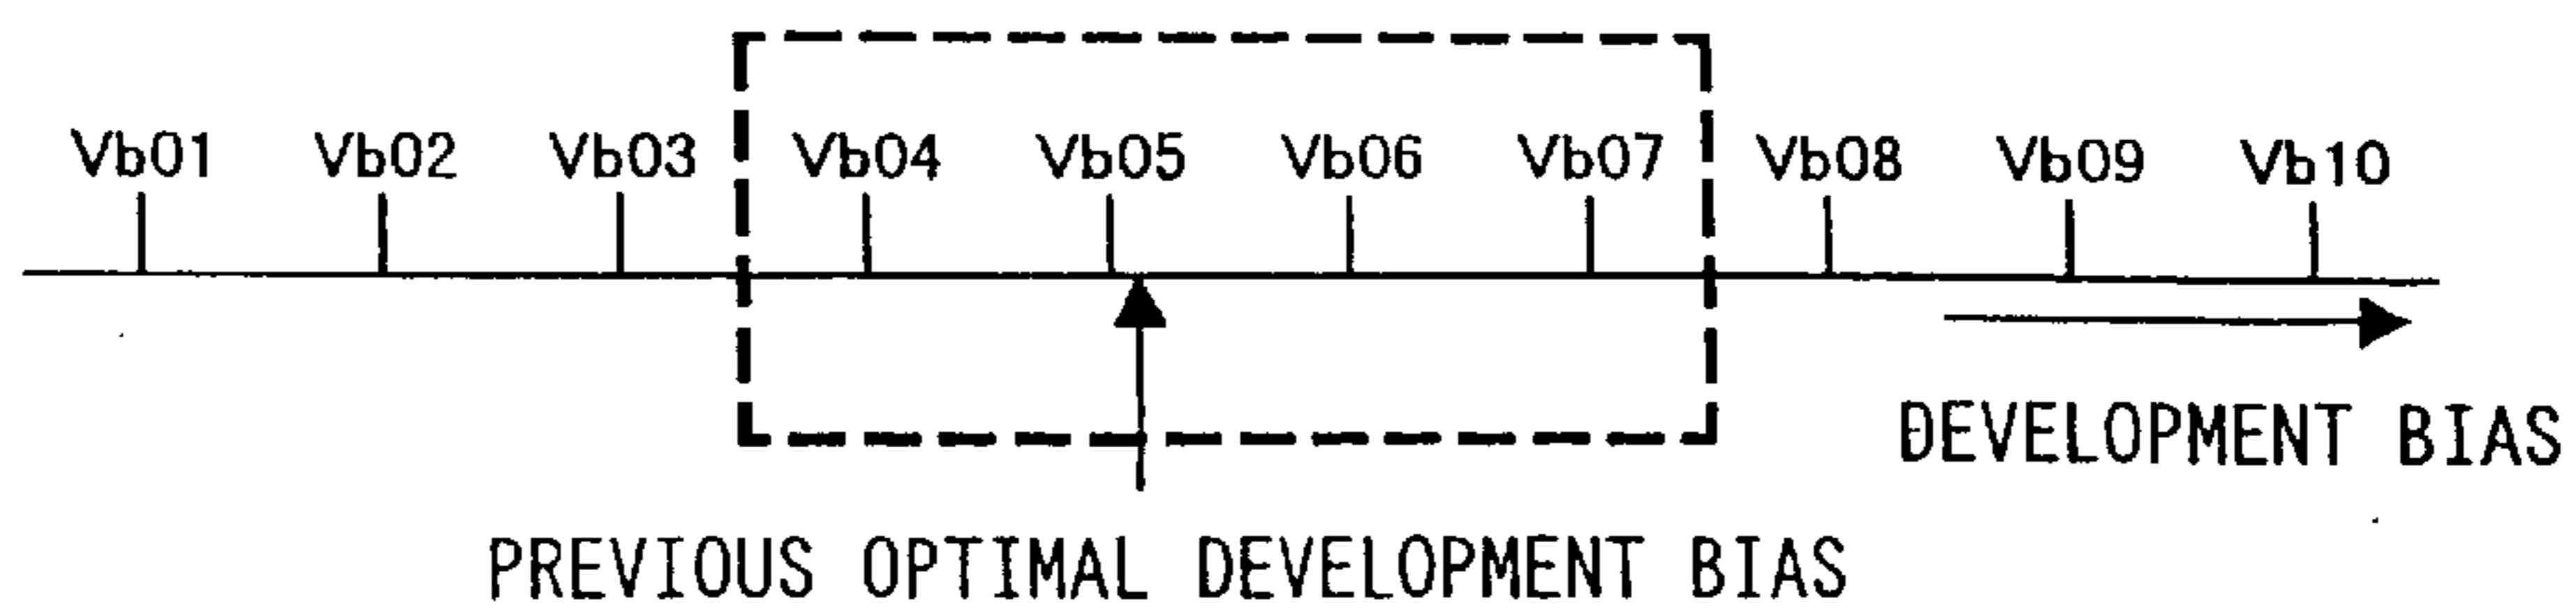 Vb01 Vb02 Vb03 Vb04 Vb05 Vb06 Vb07 Vb08 Vb09 Vb10
DEVELOPMENT BIAS
PREVIOUS OPTIMAL DEVELOPMENT BIAS